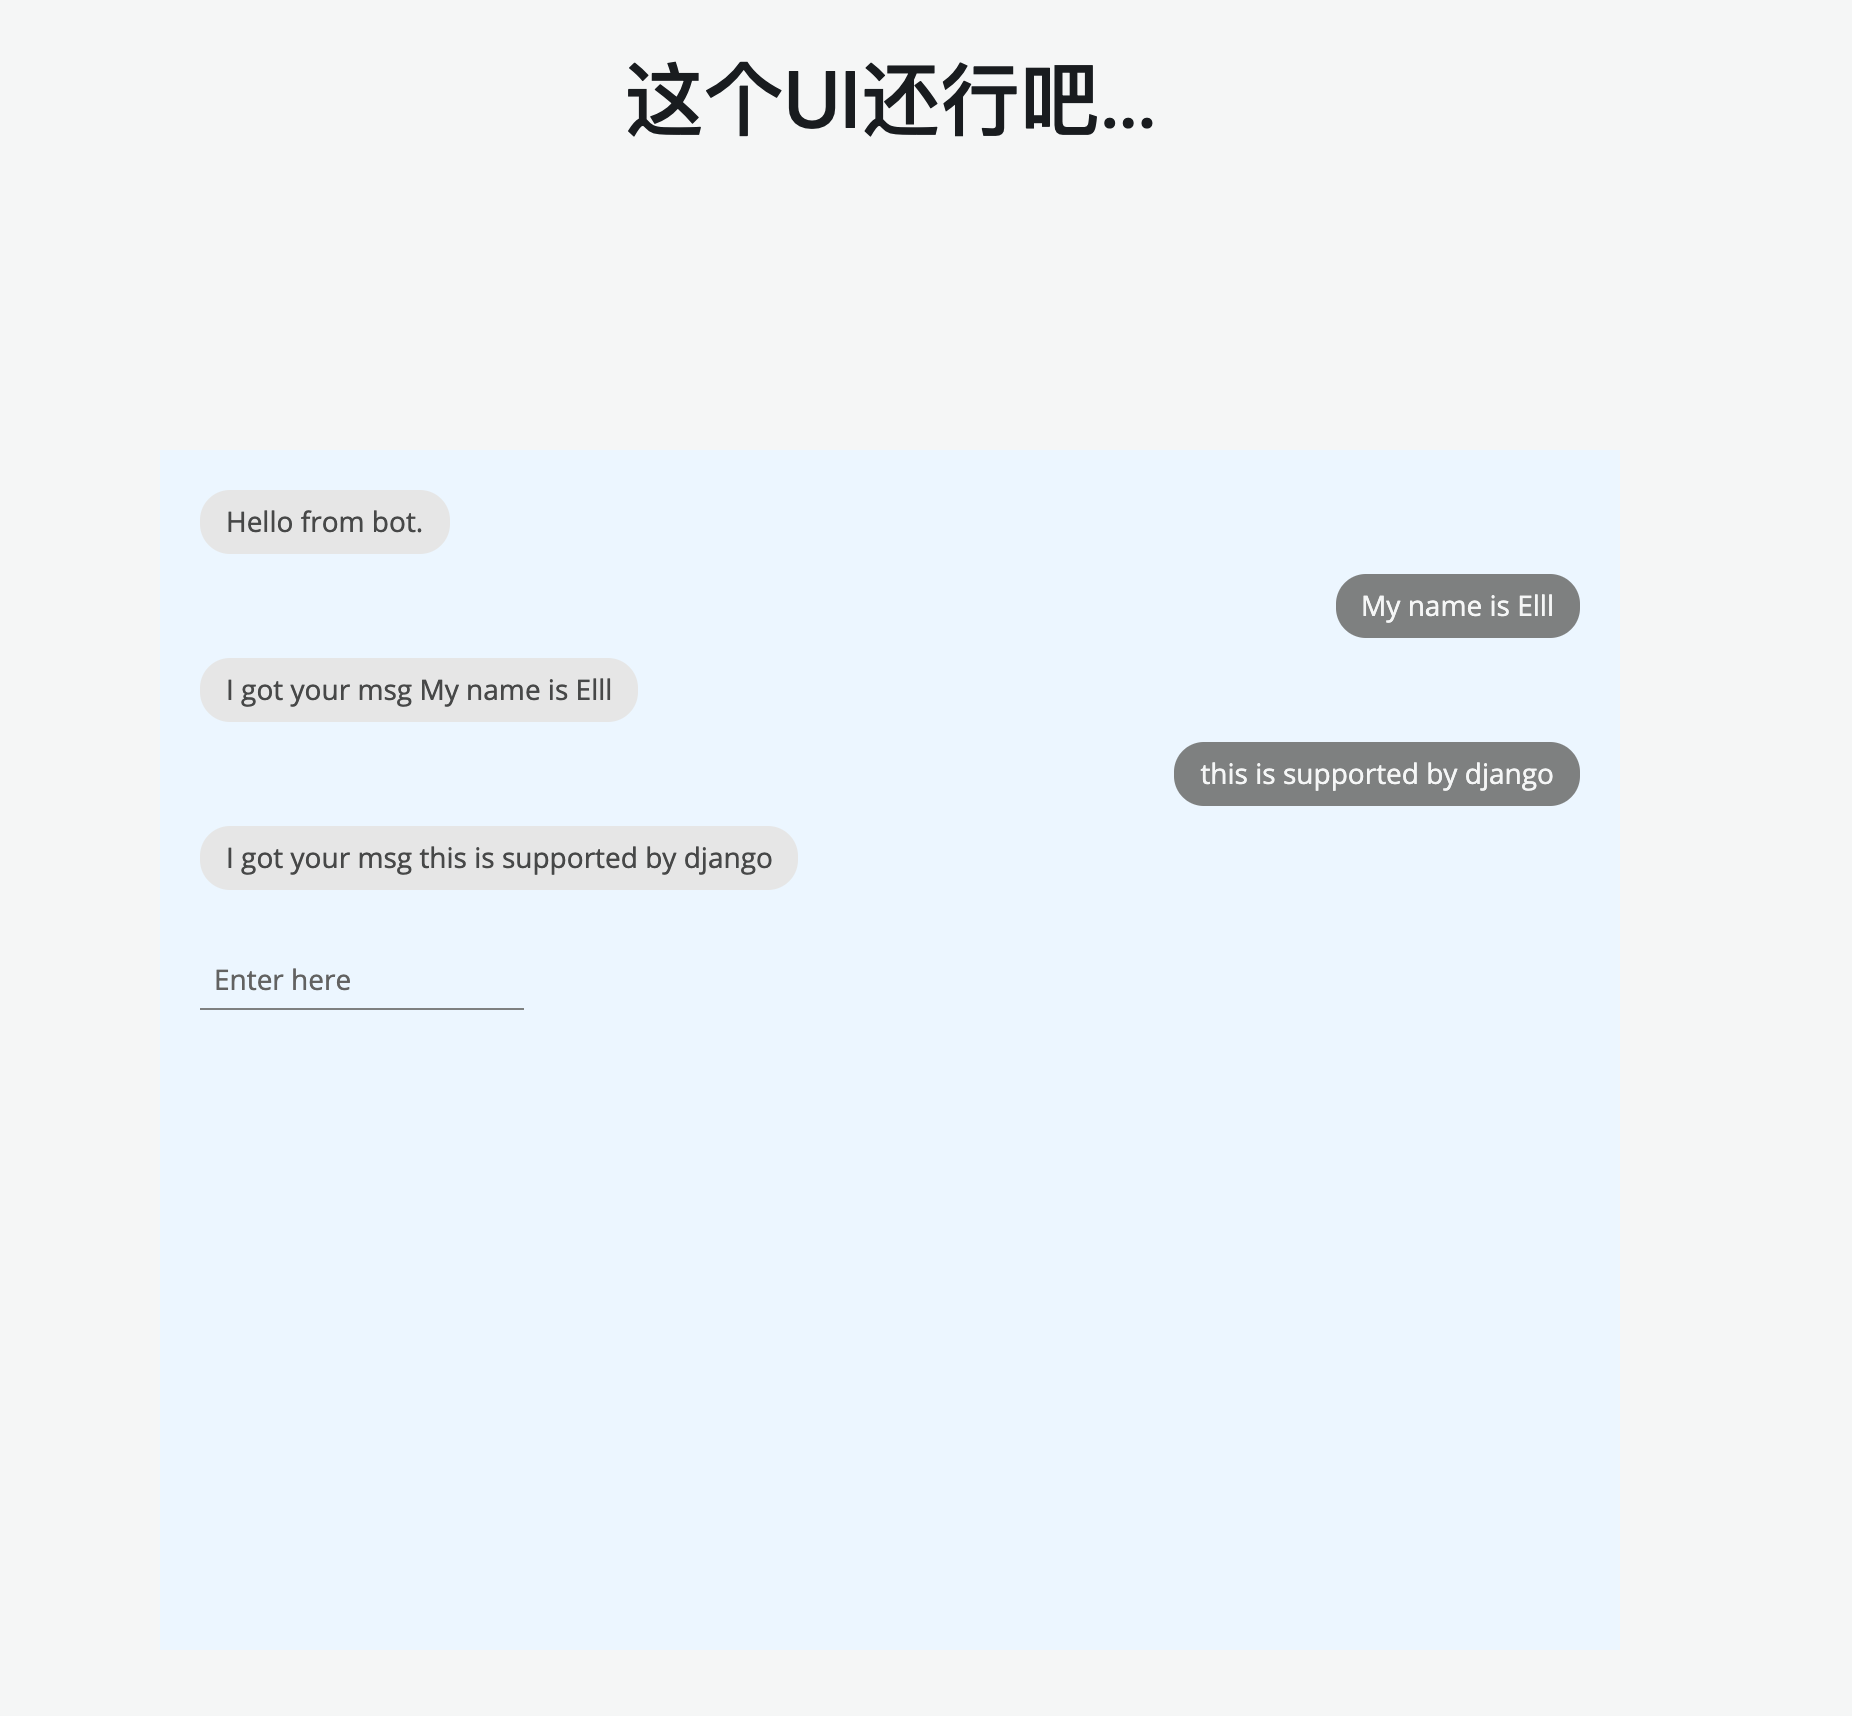 这个UI还行吧...
Hello from bot.
My name is Elll
I got your msg My name is Elll
this is supported by django
I got your msg this is supported by django
Enter here